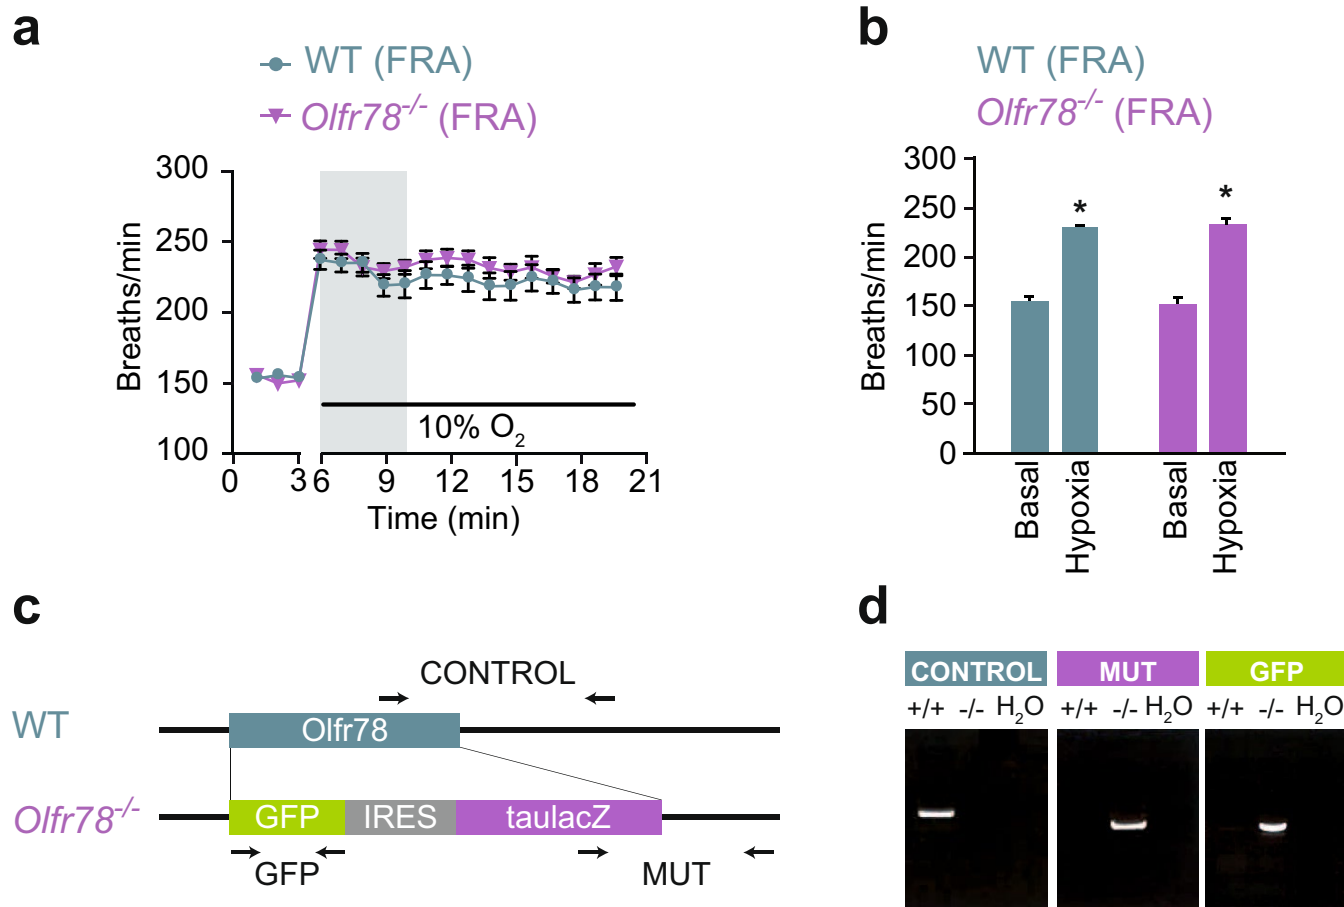 a
WT (FRA)
Olfr78-/- (FRA)
300
250
200
150
100
Breaths/min
10% O2
0 3 6 9 12 15 18 21
Time (min)
b
WT (FRA)
Olfr78-/- (FRA)
300
250
200
150
100
50
0
Breaths/min
* *
Basal Hypoxia Basal Hypoxia
c
CONTROL
WT Olfr78
Olfr78-/- GFP IRES taulacZ
GFP MUT
d
CONTROL MUT GFP
+/+ -/- H2O +/+ -/- H2O +/+ -/- H2O